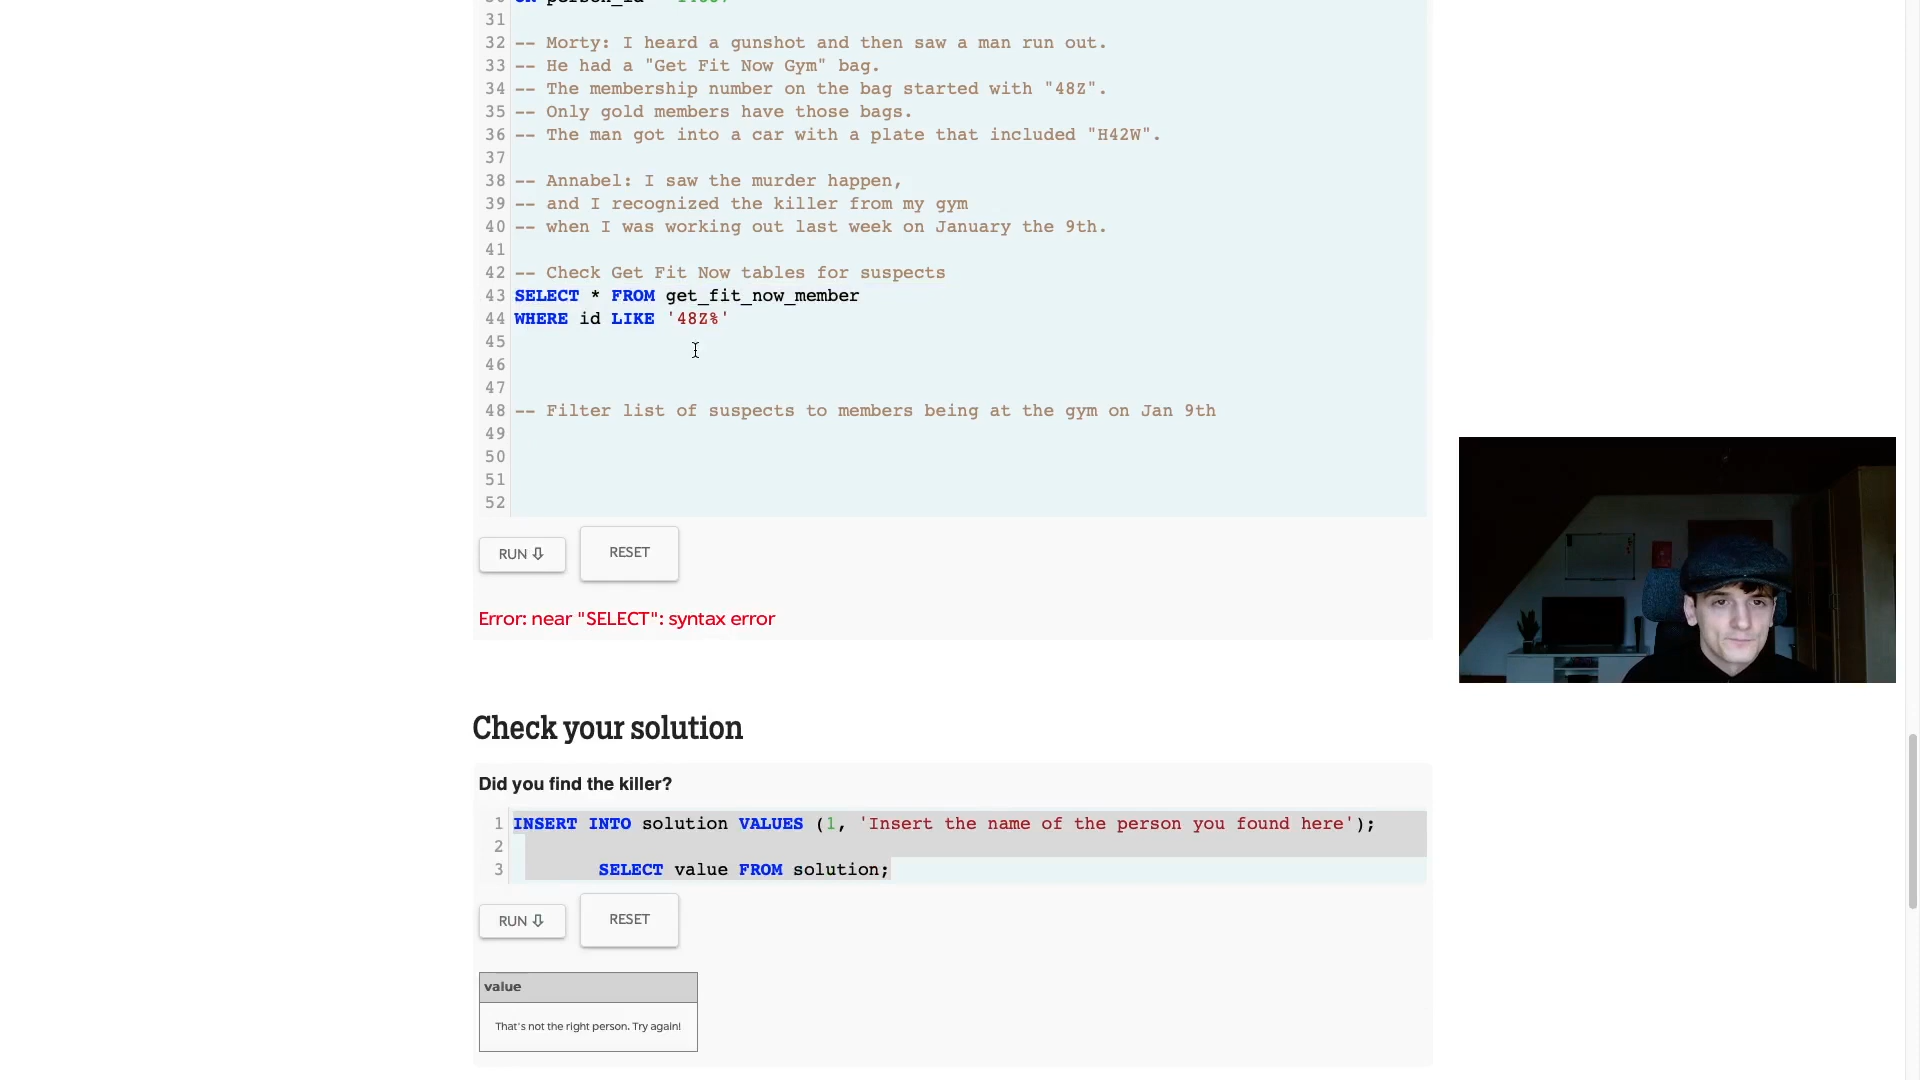 31
32 -- Morty: I heard a gunshot and then saw a man run out.
33 -- He had a "Get Fit Now Gym" bag.
34 -- The membership number on the bag started with "48Z".
35 -- Only gold members have those bags.
36 -- The man got into a car with a plate that included "H42W".
37
38 -- Annabel: I saw the murder happen,
39 -- and I recognized the killer from my gym
40 -- when I was working out last week on January the 9th.
41
42 -- Check Get Fit Now tables for suspects
43 SELECT * FROM get_fit_now_member
44 WHERE id LIKE '48Z%'
45
46
47
48 -- Filter list of suspects to members being at the gym on Jan 9th
49
50
51
52
RUN ⇩ RESET
Error: near "SELECT": syntax error
Check your solution
Did you find the killer?
1 INSERT INTO solution VALUES (1, 'Insert the name of the person you found here');
2
3 SELECT value FROM solution;
RUN ⇩ RESET
value
That's not the right person. Try again!